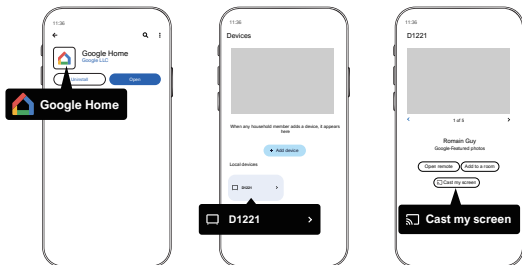 11:36
Google Home
Google LLC
Uninstall
Open
Google Home
11:36
Devices
When any household member adds a device, it appears
here
+ Add device
Local devices
D1221
D1221
11:36
D1221
1 of 5
Romain Guy
Google Featured photos
Open remote
Add to a room
Cast my screen
Cast my screen